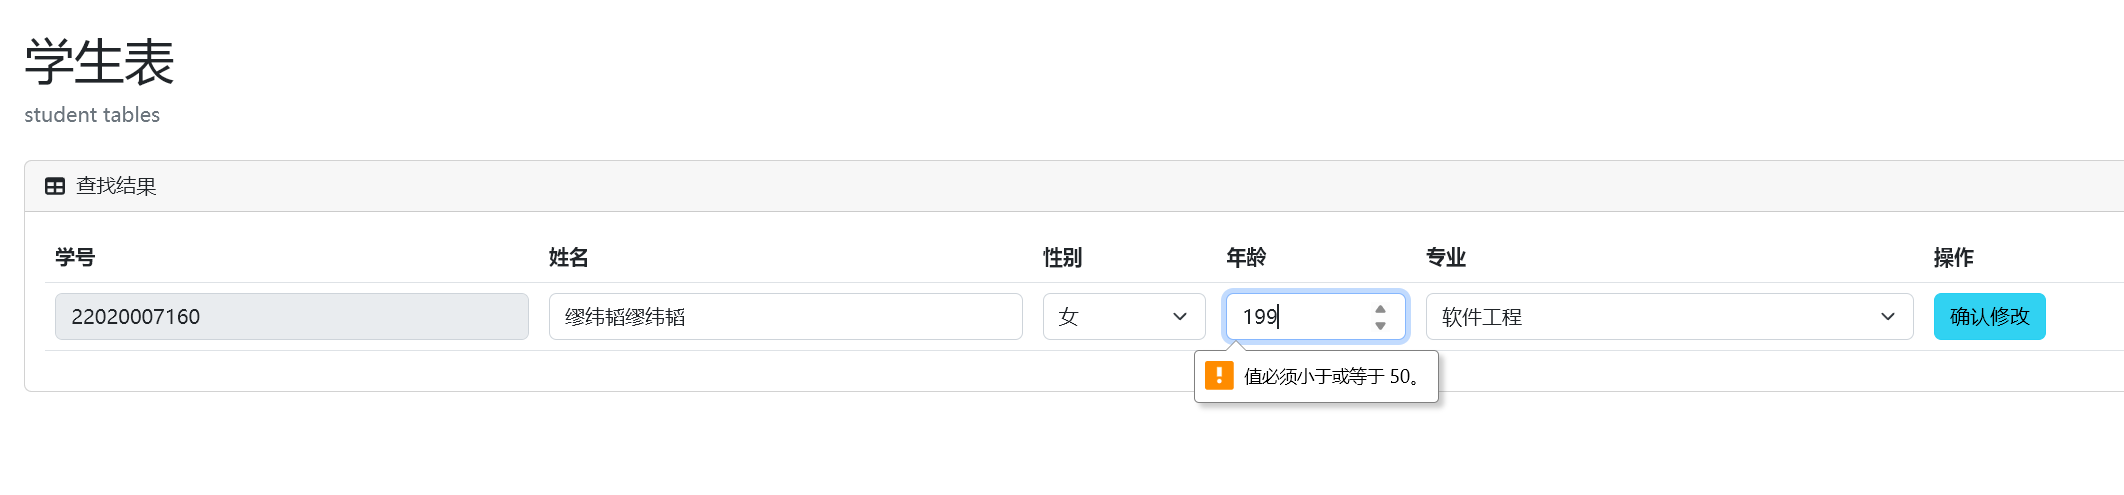 学生表
student tables
查找结果
学号 姓名 性别 年龄 专业 操作
22020007160 缪纬韬缪纬韬 女 199 软件工程 确认修改
值必须小于或等于 50。